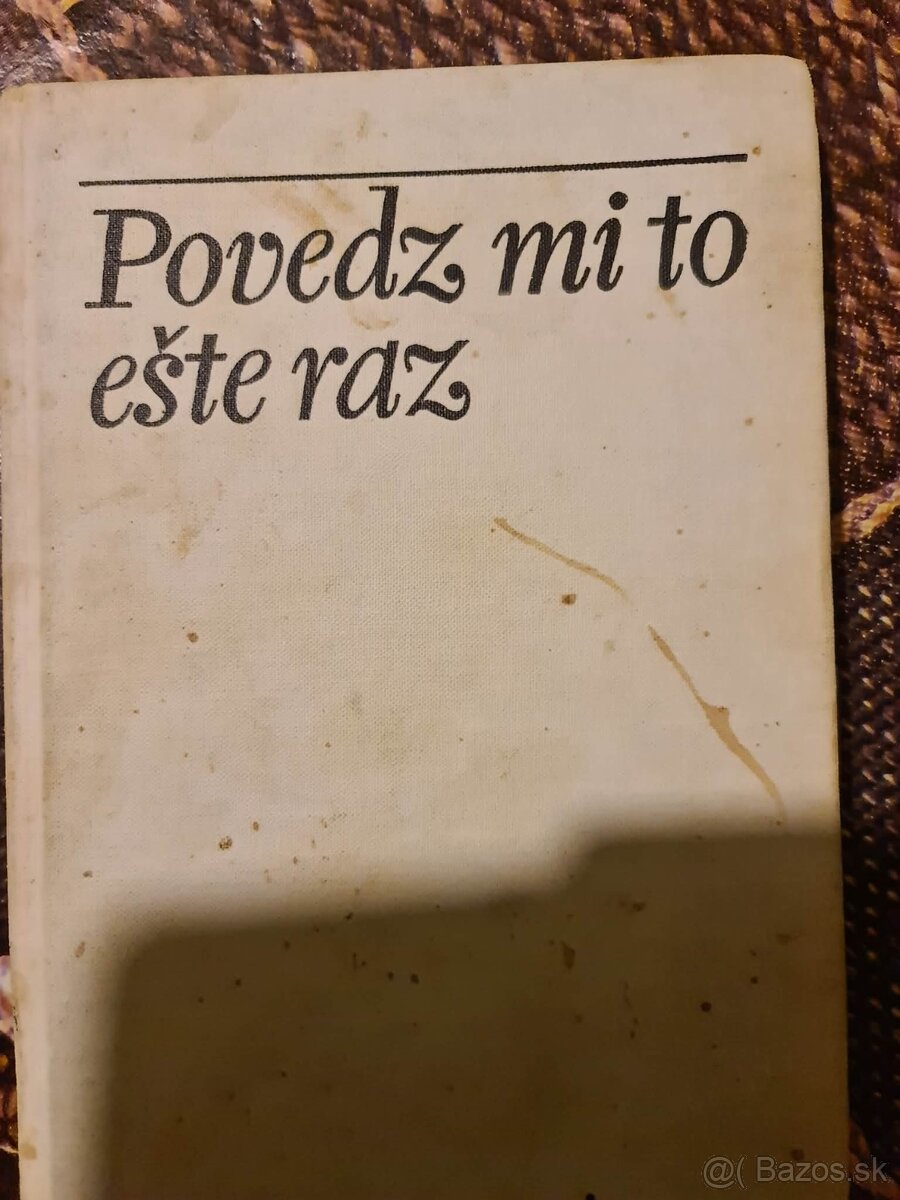 Povedz mi to
ešte raz
@( Bazos.sk